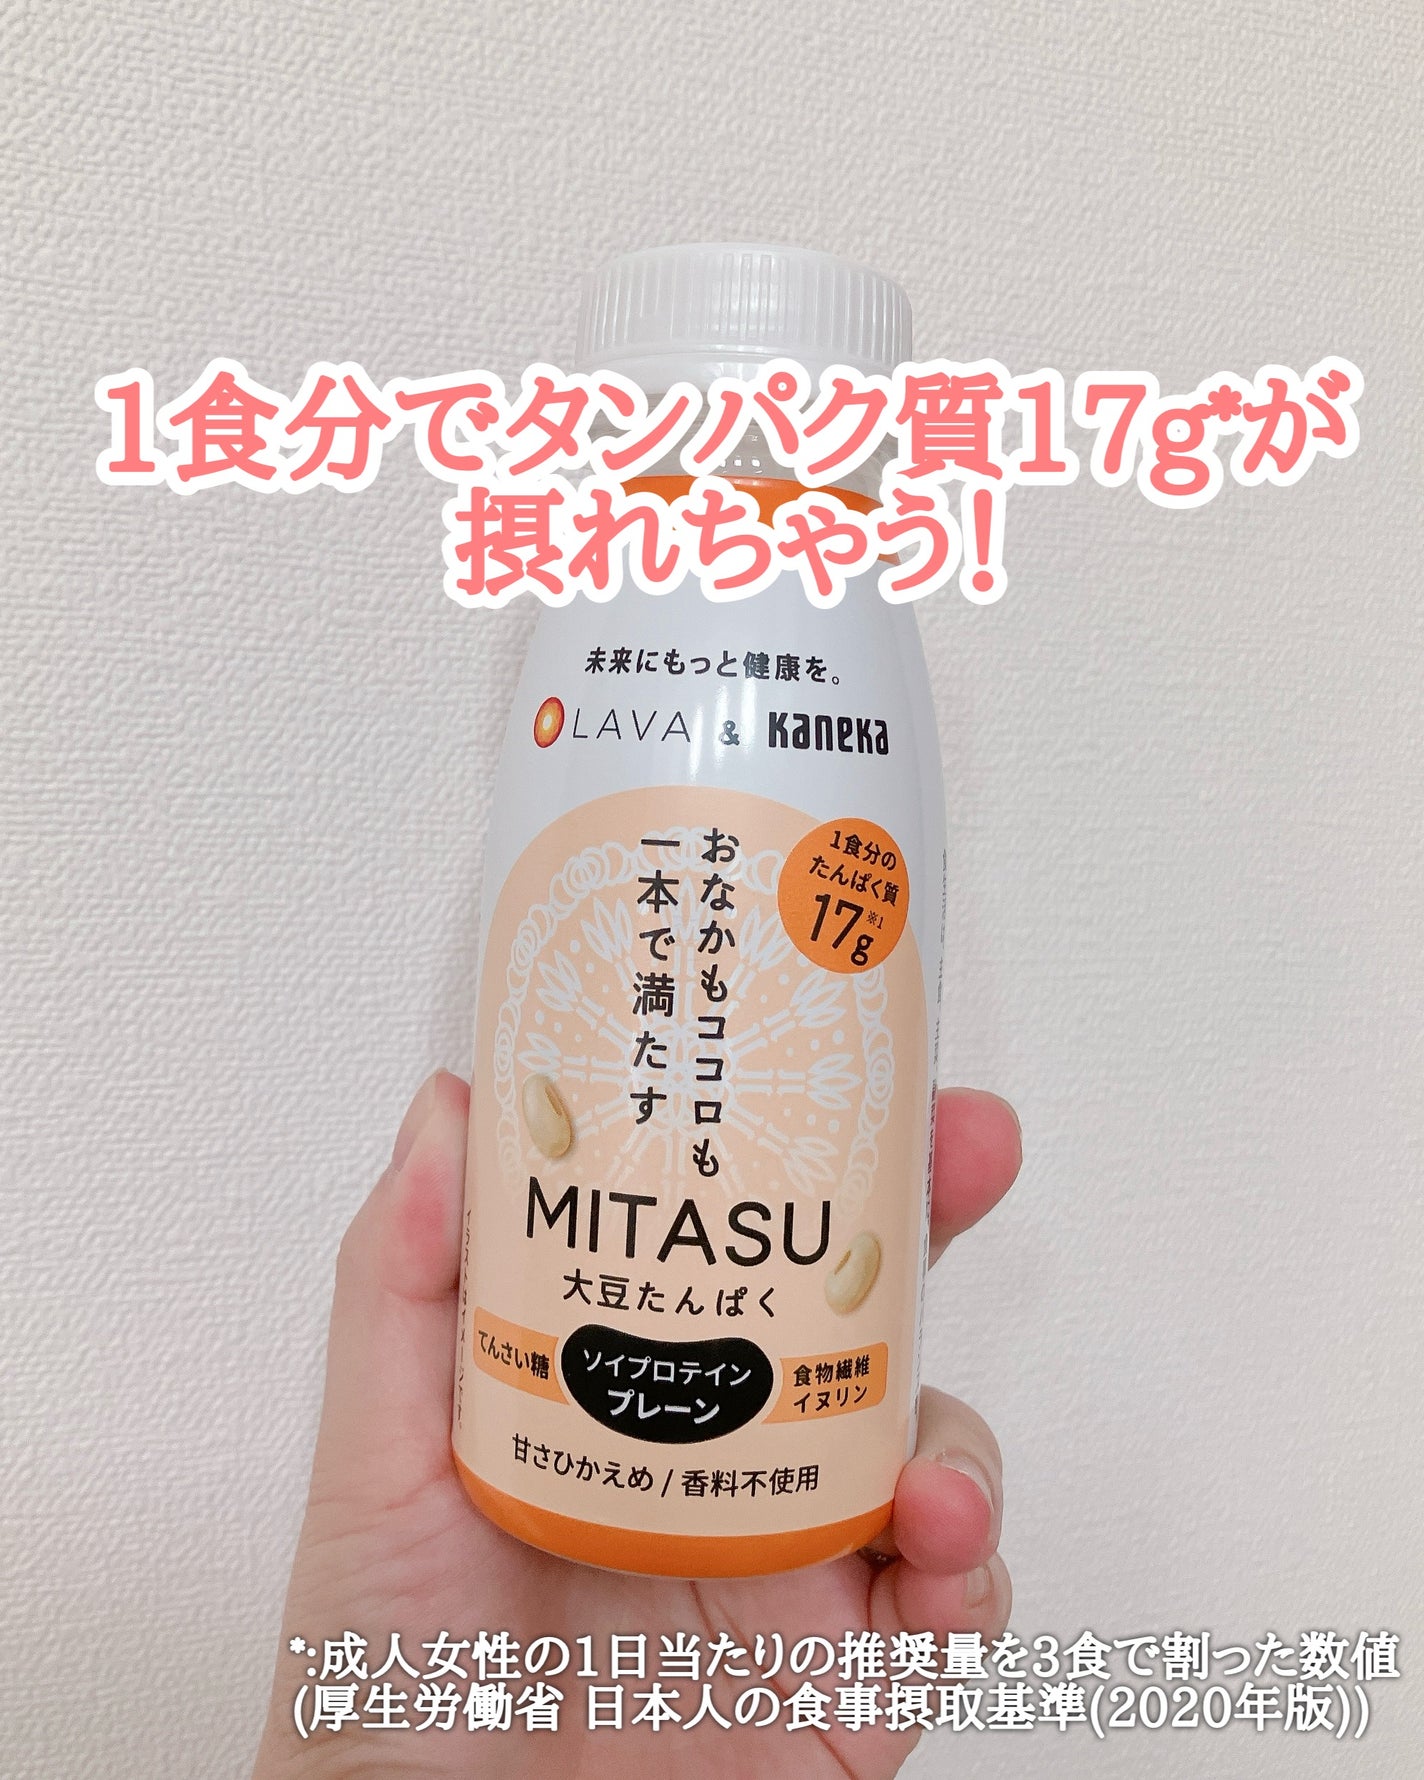 1食分でタンパク質17g*が
摂れちゃう!
未来にもっと健康を。
LAVA & Kaneka
おなかもココロも
一本で満たす
1食分の
たんぱく質
17g※1
MITASU
大豆たんぱく
てんさい糖
ソイプロテイン
プレーン
食物繊維
イヌリン
甘さひかえめ / 香料不使用
*:成人女性の1日当たりの推奨量を3食で割った数値
(厚生労働省 日本人の食事摂取基準(2020年版))